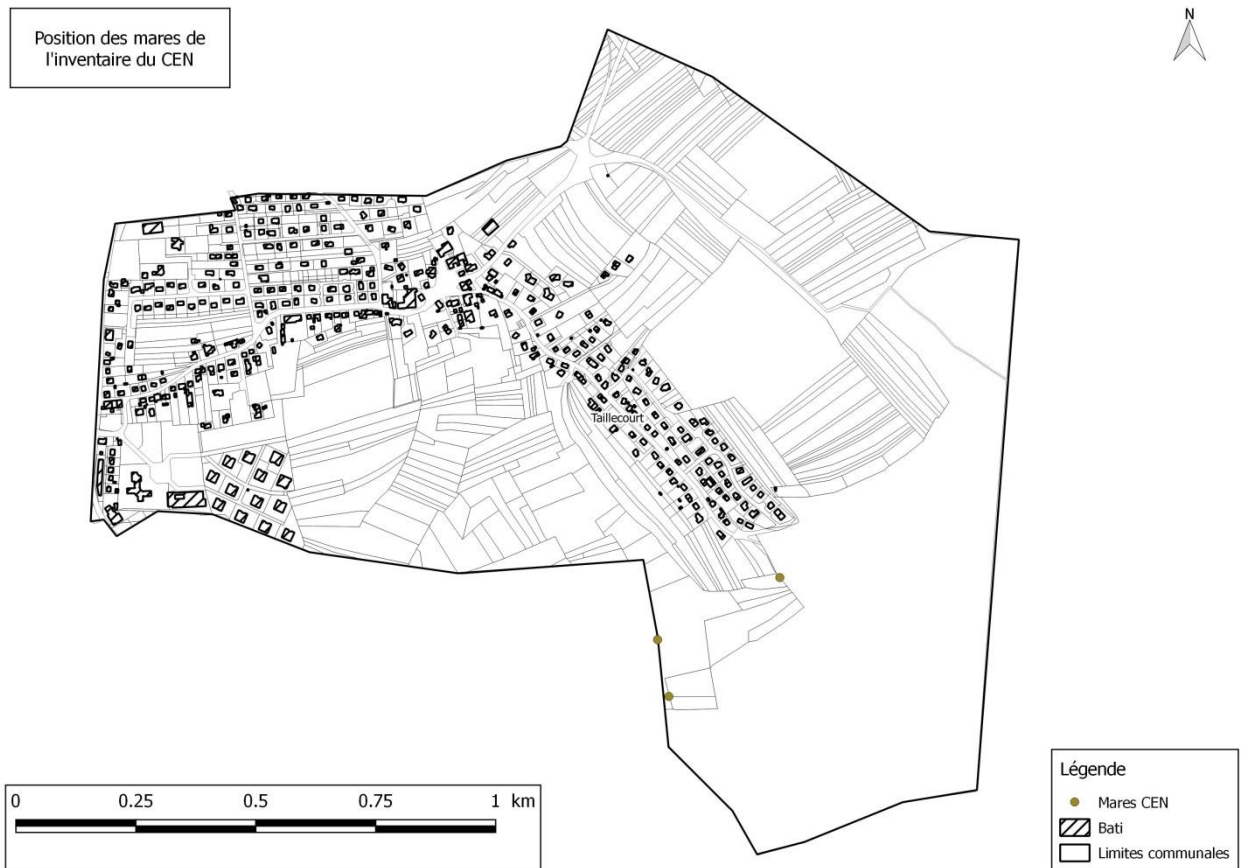 Position des mares de
l'inventaire du CEN
N
Taillecourt
0 0.25 0.5 0.75 1 km
Légende
Mares CEN
Bati
Limites communales